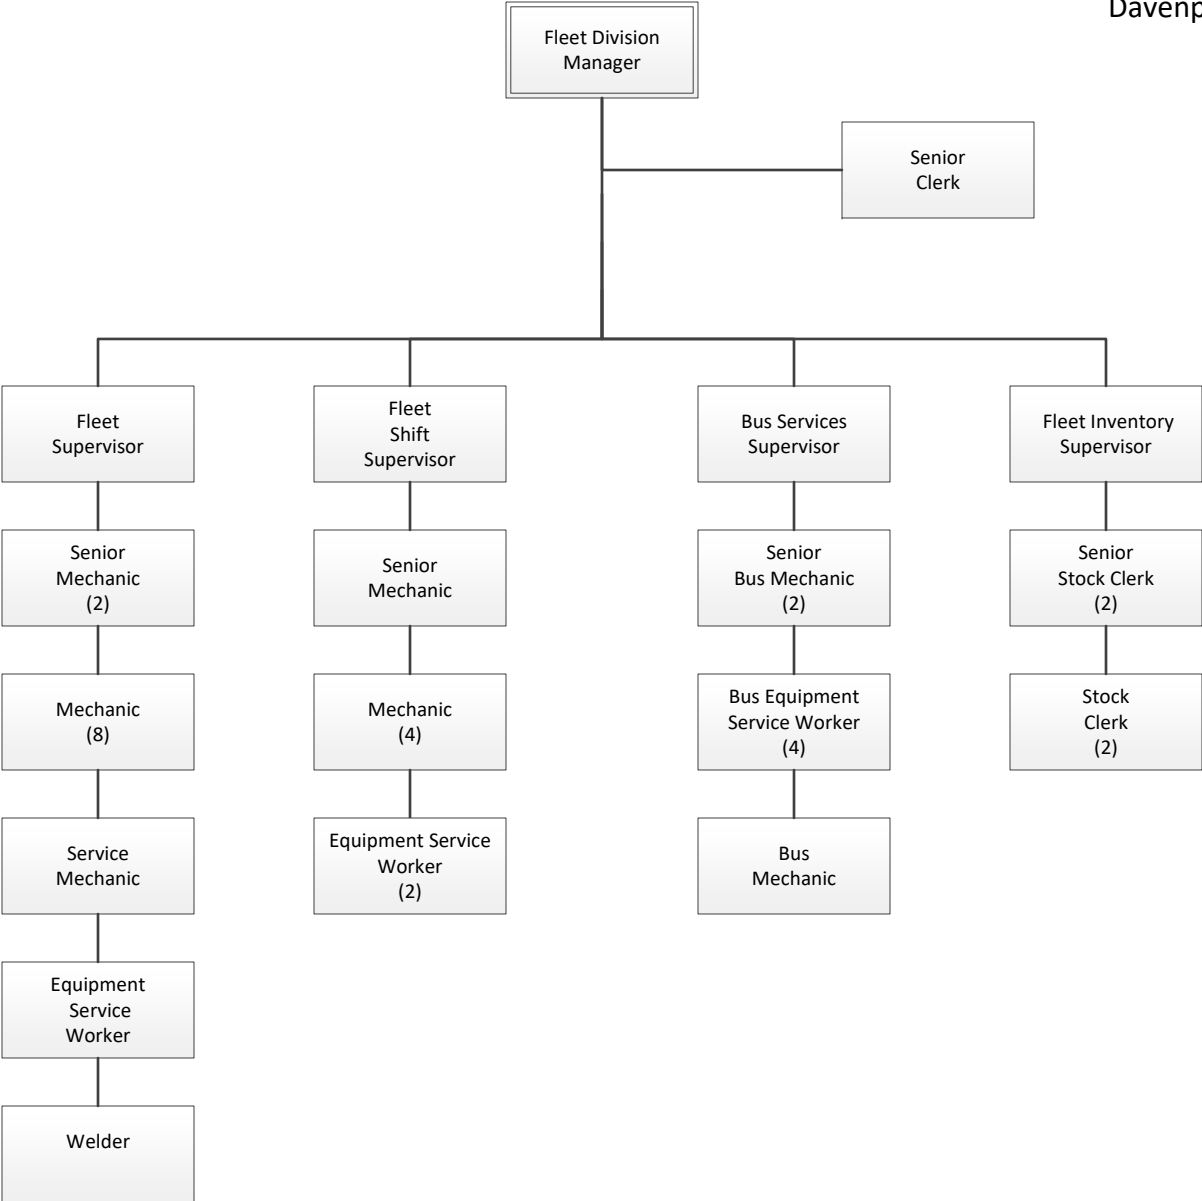 Fleet Division
Manager
Senior
Clerk
Fleet
Supervisor
Fleet
Shift
Supervisor
Bus Services
Supervisor
Fleet Inventory
Supervisor
Senior
Mechanic
(2)
Senior
Mechanic
Senior
Bus Mechanic
(2)
Senior
Stock Clerk
(2)
Mechanic
(8)
Mechanic
(4)
Bus Equipment
Service Worker
(4)
Stock
Clerk
(2)
Service
Mechanic
Equipment Service
Worker
(2)
Bus
Mechanic
Equipment
Service
Worker
Welder